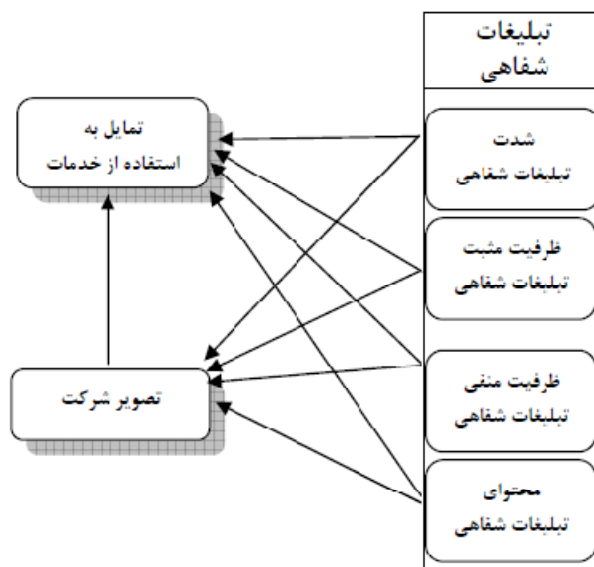 تبلیغات
شفاهی
شدت
تبلیغات شفاهی
ظرفیت مثبت
تبلیغات شفاهی
ظرفیت منفی
تبلیغات شفاهی
محتوای
تبلیغات شفاهی
تمایل به
استفاده از خدمات
تصویر شرکت